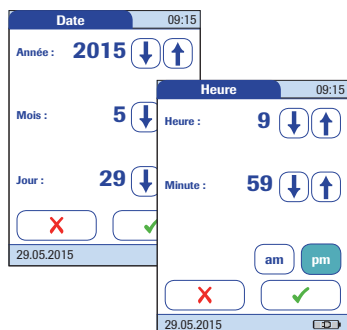 Date 09:15
Année : 2015
Mois : 5
Jour : 29
29.05.2015
Heure 09:15
Heure : 9
Minute : 59
am pm
29.05.2015